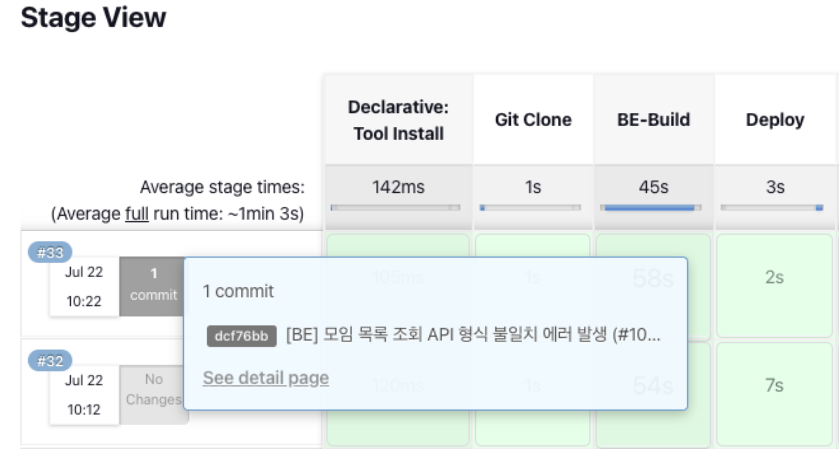 Stage View
Declarative: Tool Install
Git Clone
BE-Build
Deploy
Average stage times:
142ms
1s
45s
3s
(Average full run time: ~1min 3s)
#33
Jul 22
10:22
1
commit
105ms
1s
58s
2s
1 commit
dcf76bb [BE] 모임 목록 조회 API 형식 불일치 에러 발생 (#10...
See detail page
#32
Jul 22
10:12
No
Changes
120ms
1s
54s
7s